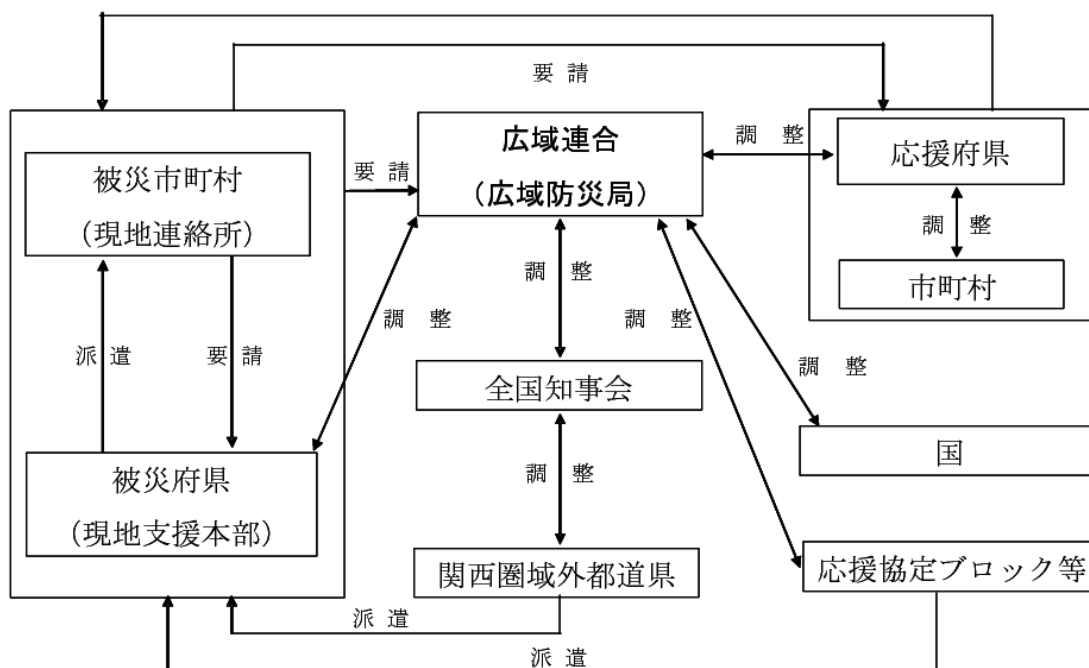 要 請
広域連合
（広域防災局）
調 整
応援府県
被災市町村
（現地連絡所）
要 請
調 整
市町村
調 整
派 遣
要 請
調 整
調 整
全国知事会
調 整
国
調 整
被災府県
（現地支援本部）
関西圏域外都道県
応援協定ブロック等
派 遣
派 遣